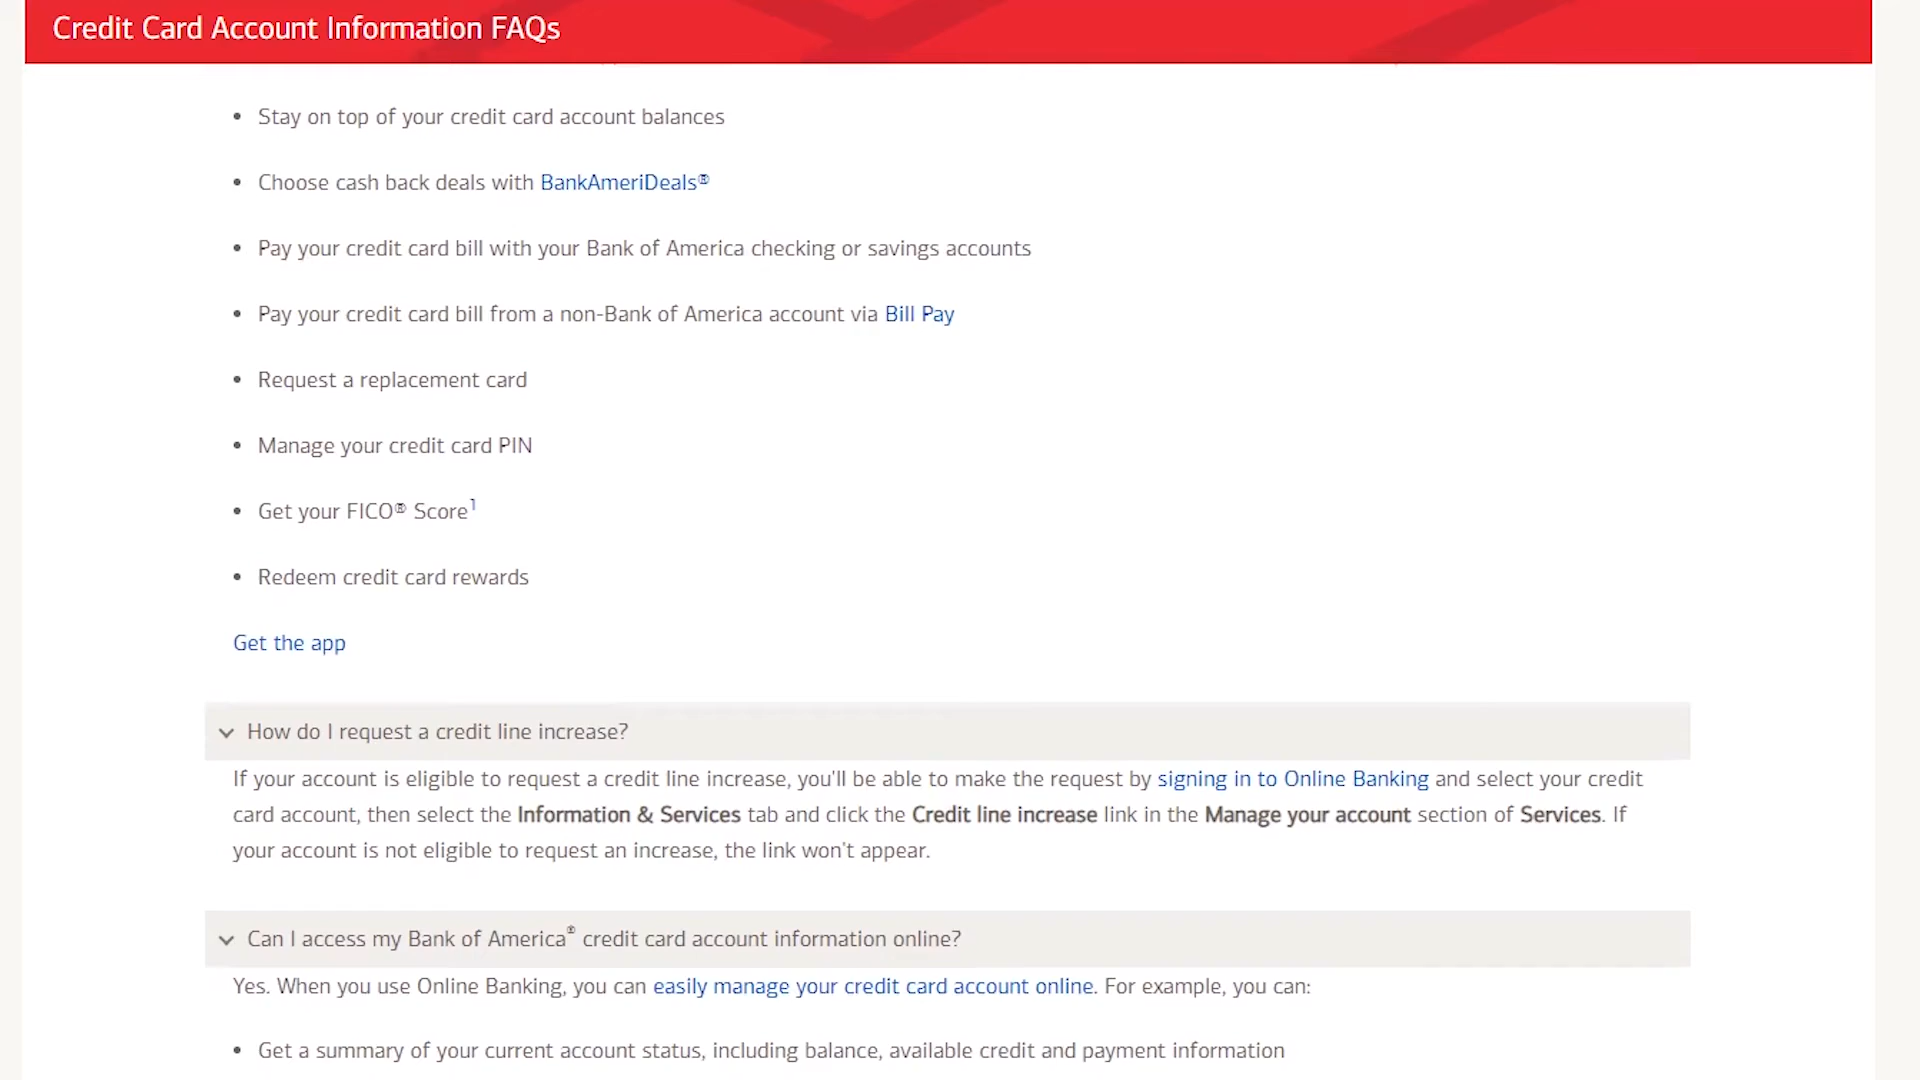 Credit Card Account Information FAQs
• Stay on top of your credit card account balances
• Choose cash back deals with BankAmeriDeals®
• Pay your credit card bill with your Bank of America checking or savings accounts
• Pay your credit card bill from a non-Bank of America account via Bill Pay
• Request a replacement card
• Manage your credit card PIN
• Get your FICO® Score1
• Redeem credit card rewards
Get the app
How do I request a credit line increase?
If your account is eligible to request a credit line increase, you'll be able to make the request by signing in to Online Banking and select your credit
card account, then select the Information & Services tab and click the Credit line increase link in the Manage your account section of Services. If
your account is not eligible to request an increase, the link won't appear.
Can I access my Bank of America® credit card account information online?
Yes. When you use Online Banking, you can easily manage your credit card account online. For example, you can:
• Get a summary of your current account status, including balance, available credit and payment information